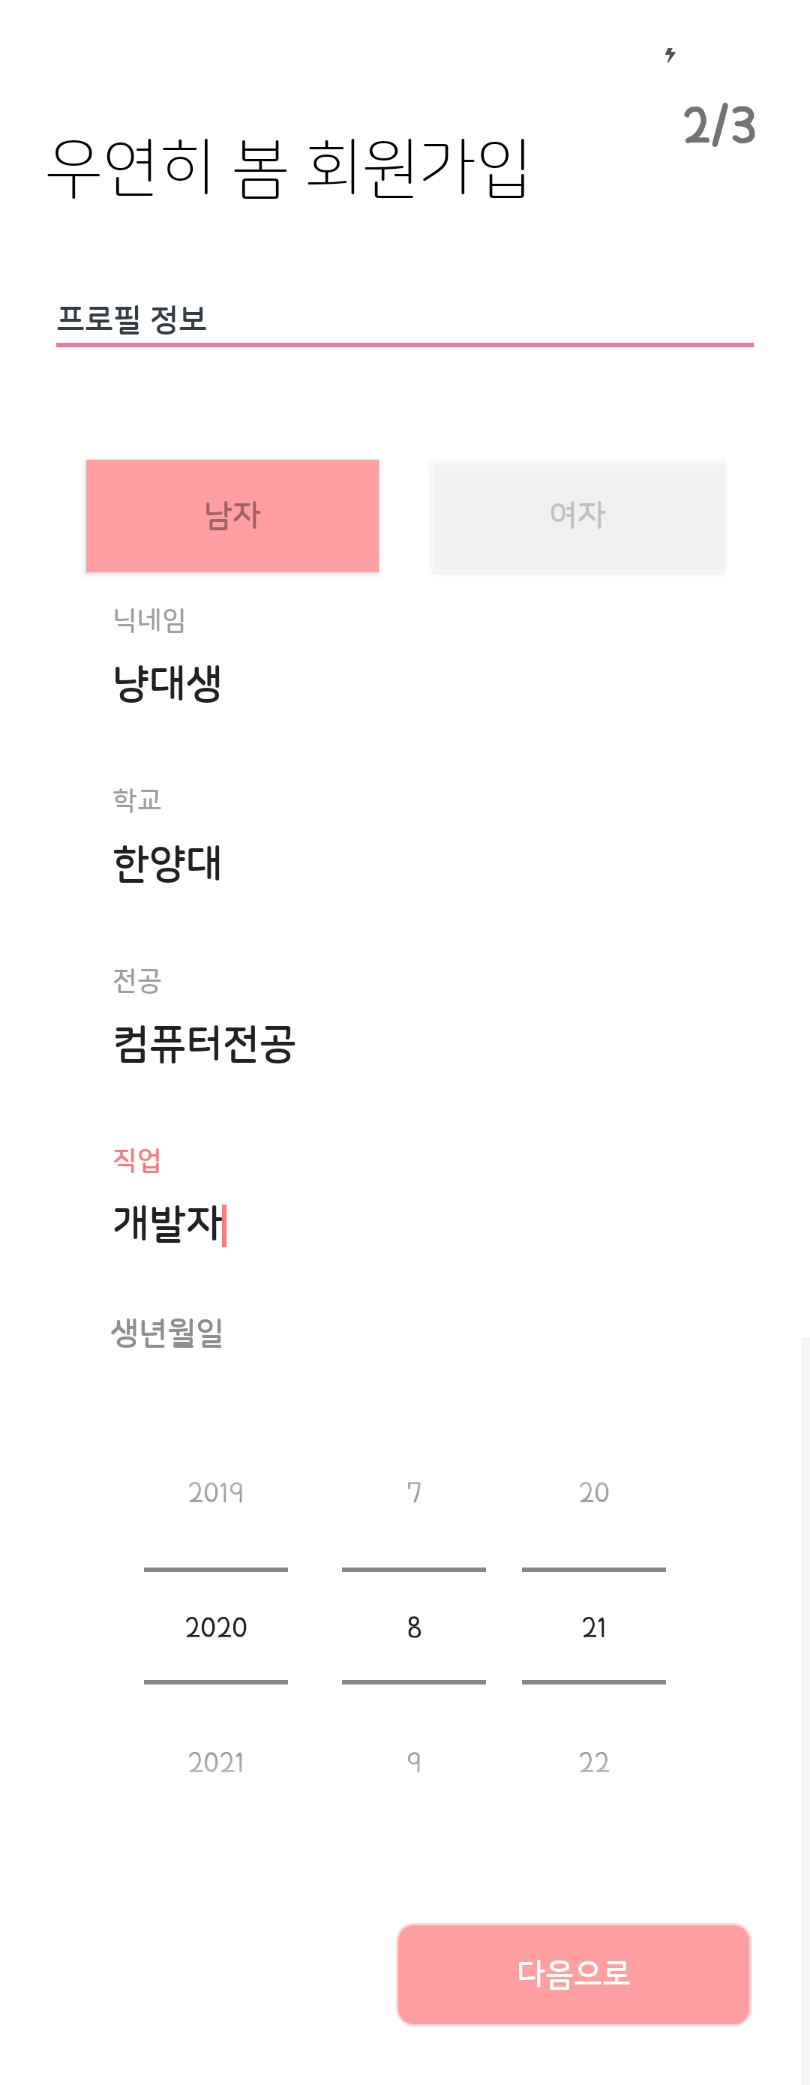 2/3
우연히 봄 회원가입
프로필 정보
남자 여자
닉네임
냥대생
학교
한양대
전공
컴퓨터전공
직업
개발자
생년월일
2019 7 20
2020 8 21
2021 9 22
다음으로